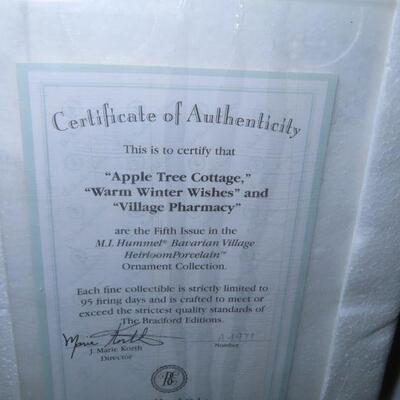 Certificate of Authenticity
This is to certify that
“Apple Tree Cottage,”
“Warm Winter Wishes” and
“Village Pharmacy”
are the Fifth Issue in the
M.I. Hummel® Bavarian Village
HeirloomPorcelain™
Ornament Collection.
Each fine collectible is strictly limited to
95 firing days and is crafted to meet or
exceed the strictest quality standards of
The Bradford Editions.
Marie Korth
J. Marie Korth
Director
Number